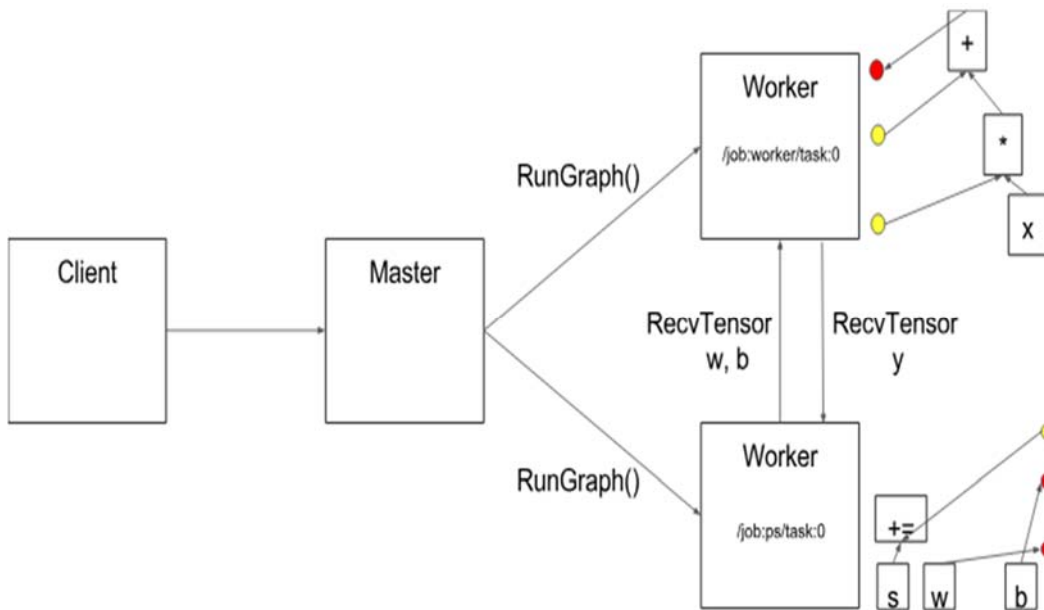 +
Worker
/job:worker/task:0
*
RunGraph()
x
Client
Master
RecvTensor
w, b
RecvTensor
y
Worker
RunGraph()
/job:ps/task:0
+=
s
w
b